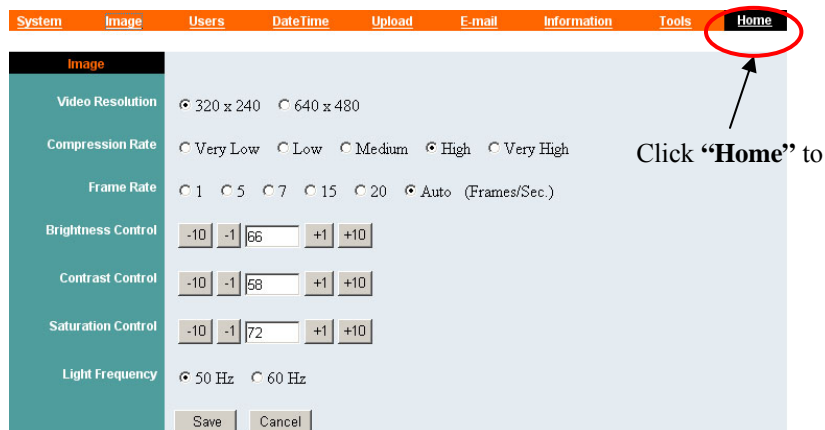 System Image Users DateTime Upload E-mail Information Tools Home
Image
Video Resolution 320 x 240 640 x 480
Compression Rate Very Low Low Medium High Very High
Click “Home” to
Frame Rate 1 5 7 15 20 Auto (Frames/Sec.)
Brightness Control -10 -1 66 +1 +10
Contrast Control -10 -1 58 +1 +10
Saturation Control -10 -1 72 +1 +10
Light Frequency 50 Hz 60 Hz
Save Cancel